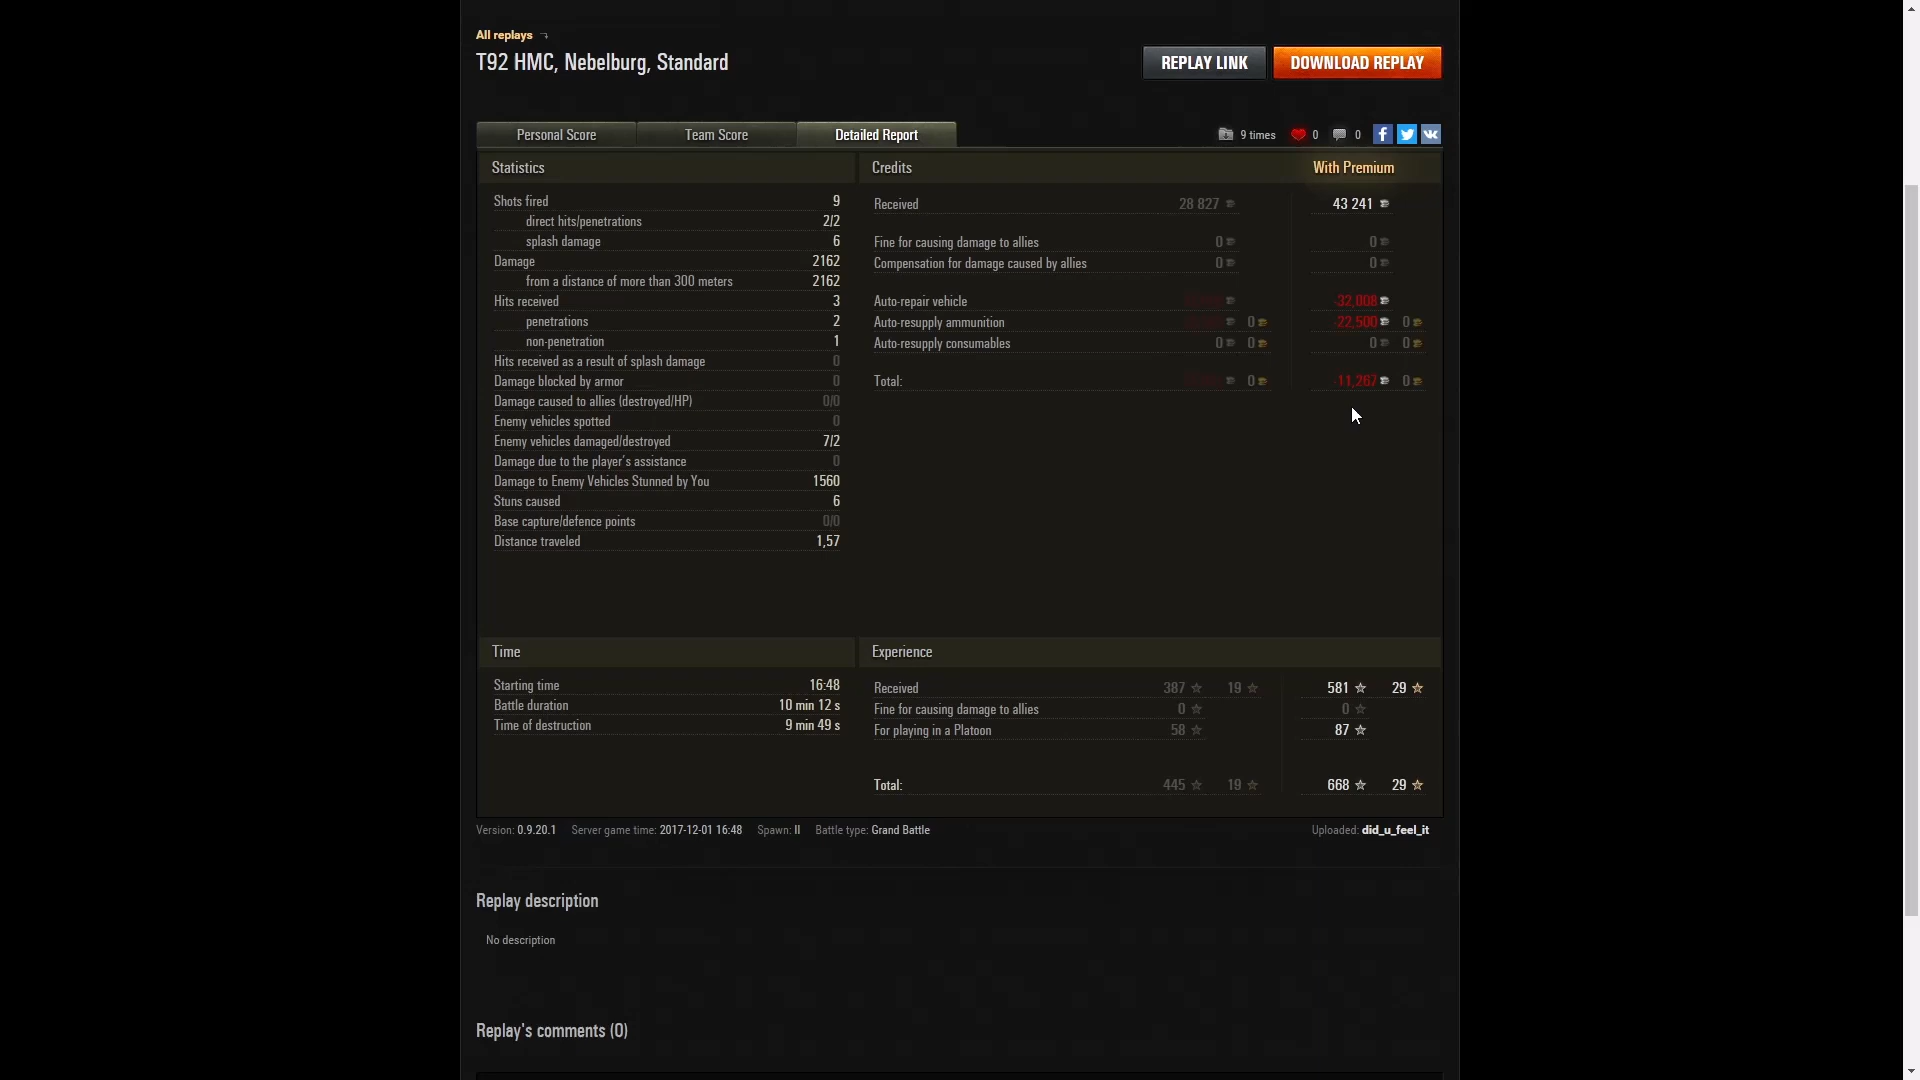 All replays
T92 HMC, Nebelburg, Standard
REPLAY LINK
DOWNLOAD REPLAY
Personal Score
Team Score
Detailed Report
9 times
0
0
Statistics
Credits
With Premium
Shots fired 9
direct hits/penetrations 2/2
splash damage 6
Damage 2162
from a distance of more than 300 meters 2162
Hits received 3
penetrations 2
non-penetration 1
Hits received as a result of splash damage 0
Damage blocked by armor 0
Damage caused to allies (destroyed/HP) 0/0
Enemy vehicles spotted 0
Enemy vehicles damaged/destroyed 7/2
Damage due to the player's assistance 0
Damage to Enemy Vehicles Stunned by You 1560
Stuns caused 6
Base capture/defence points 0/0
Distance traveled 1,57
Received 28 827 43 241
Fine for causing damage to allies 0 0
Compensation for damage caused by allies 0 0
Auto-repair vehicle -32,008
Auto-resupply ammunition 0 -22,500 0
Auto-resupply consumables 0 0 0 0
Total: 0 -11,267 0
Time
Starting time 16:48
Battle duration 10 min 12 s
Time of destruction 9 min 49 s
Experience
Received 387 19 581 29
Fine for causing damage to allies 0 0
For playing in a Platoon 58 87
Total: 445 19 668 29
Version: 0.9.20.1 Server game time: 2017-12-01 16:48 Spawn: II Battle type: Grand Battle
Uploaded: did_u_feel_it
Replay description
No description
Replay's comments (0)